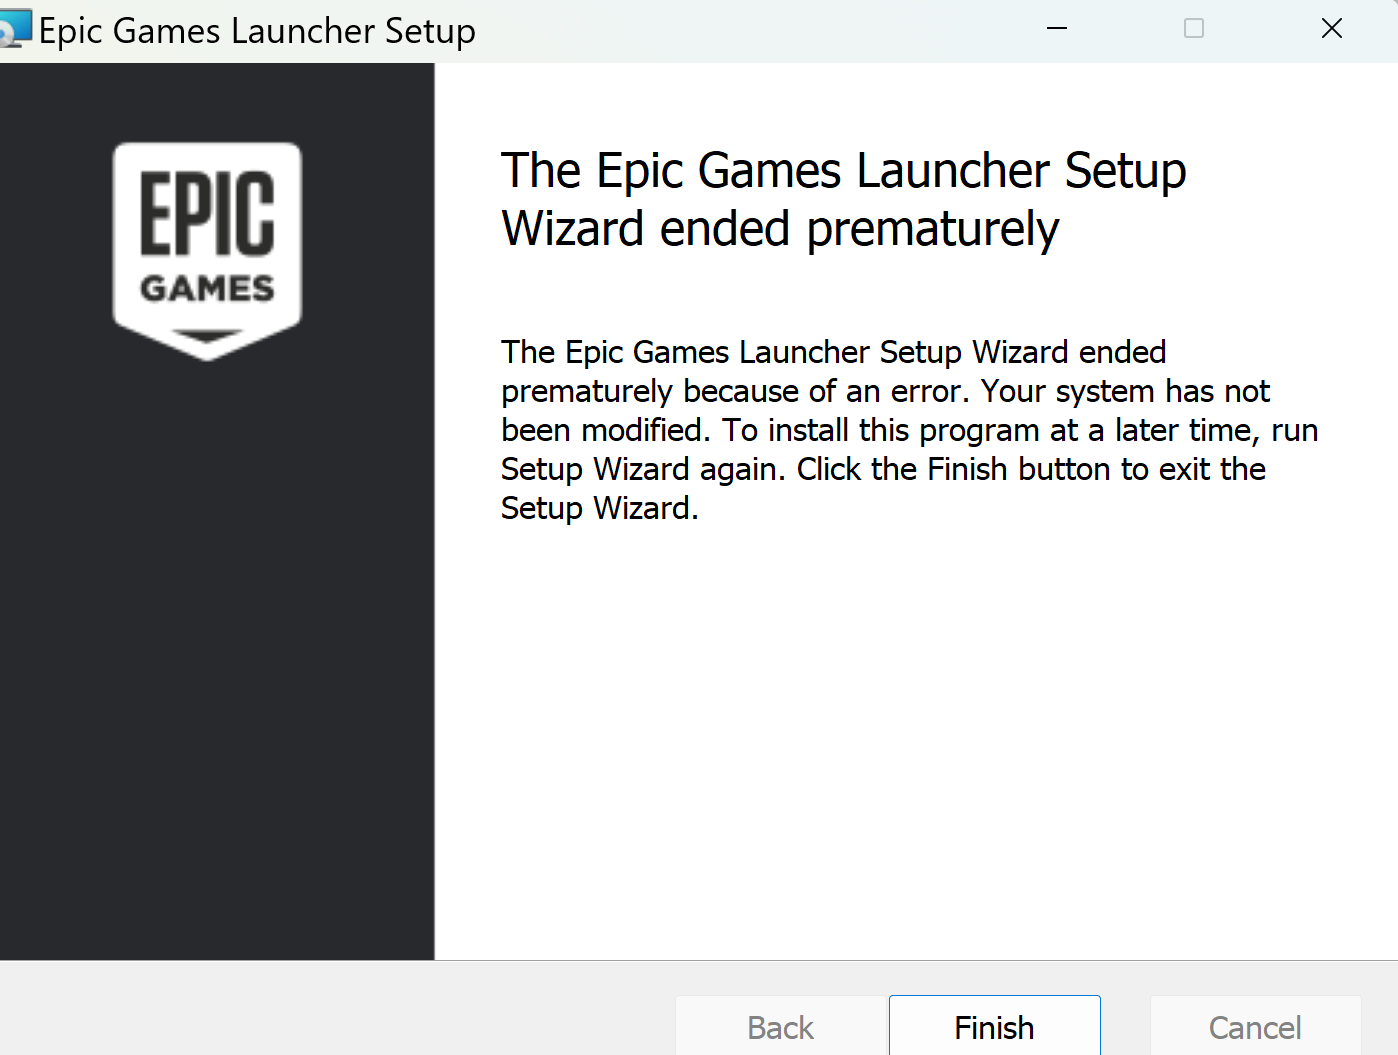 Epic Games Launcher Setup
EPIC
GAMES
The Epic Games Launcher Setup
Wizard ended prematurely
The Epic Games Launcher Setup Wizard ended
prematurely because of an error. Your system has not
been modified. To install this program at a later time, run
Setup Wizard again. Click the Finish button to exit the
Setup Wizard.
Back
Finish
Cancel